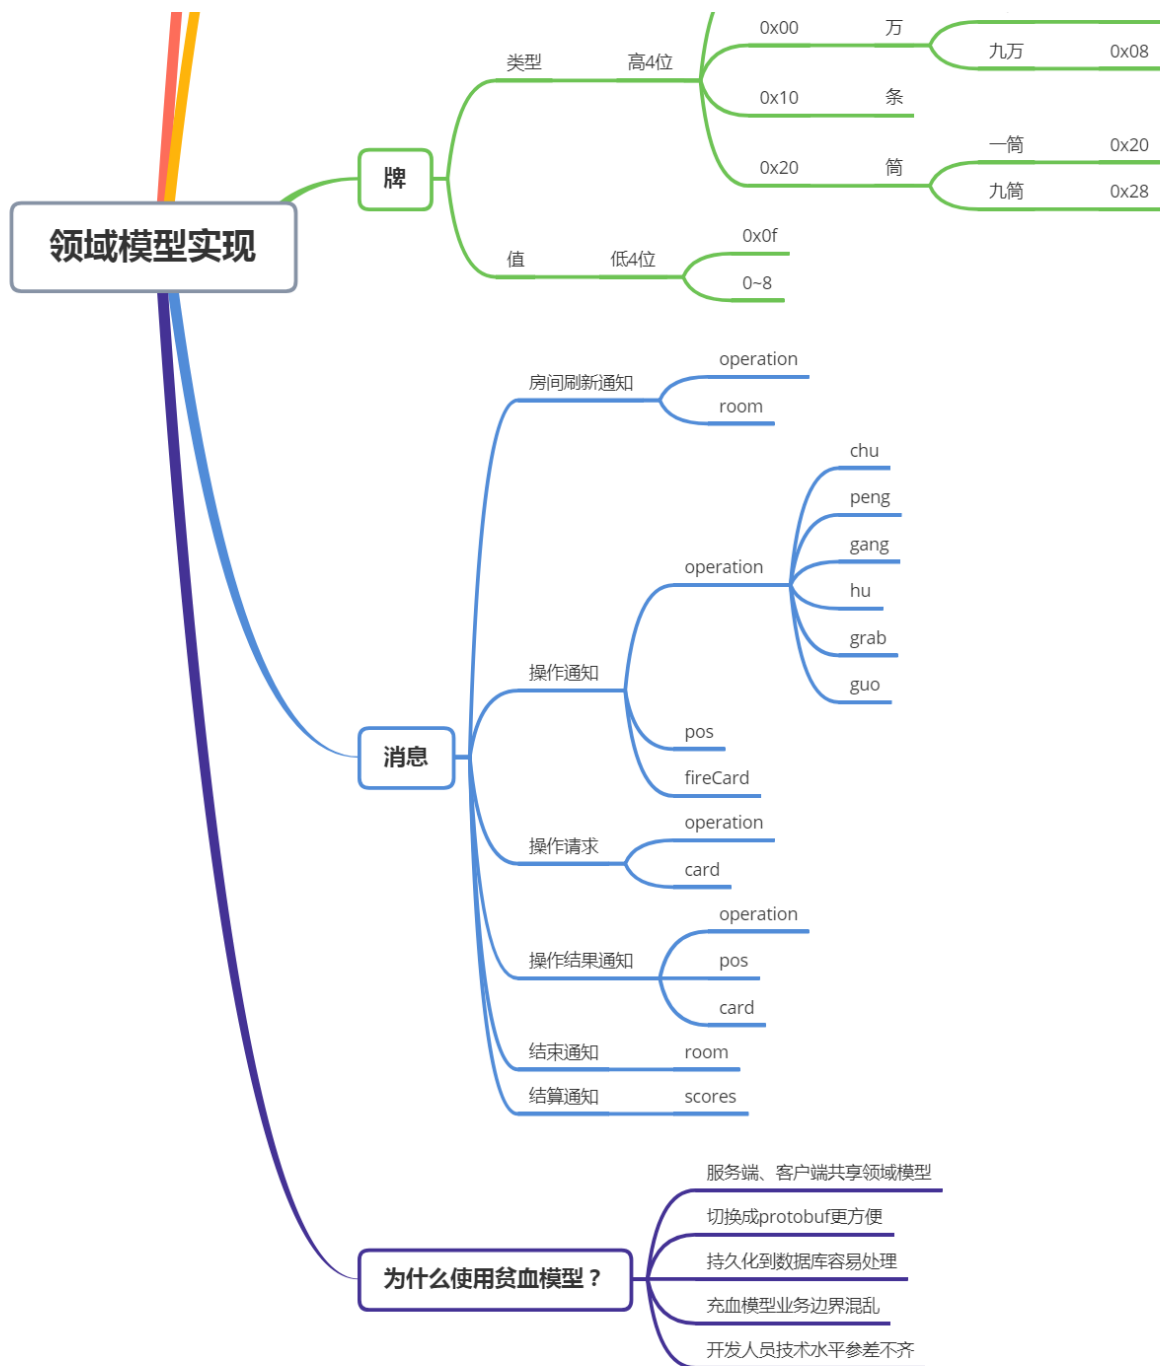 领域模型实现
牌
类型
高4位
0x00
万
九万
0x08
0x10
条
0x20
筒
一筒
0x20
九筒
0x28
值
低4位
0x0f
0~8
消息
房间刷新通知
operation
room
操作通知
operation
chu
peng
gang
hu
grab
guo
pos
fireCard
操作请求
operation
card
操作结果通知
operation
pos
card
结束通知
room
结算通知
scores
为什么使用贫血模型？
服务端、客户端共享领域模型
切换成protobuf更方便
持久化到数据库容易处理
充血模型业务边界混乱
开发人员技术水平参差不齐